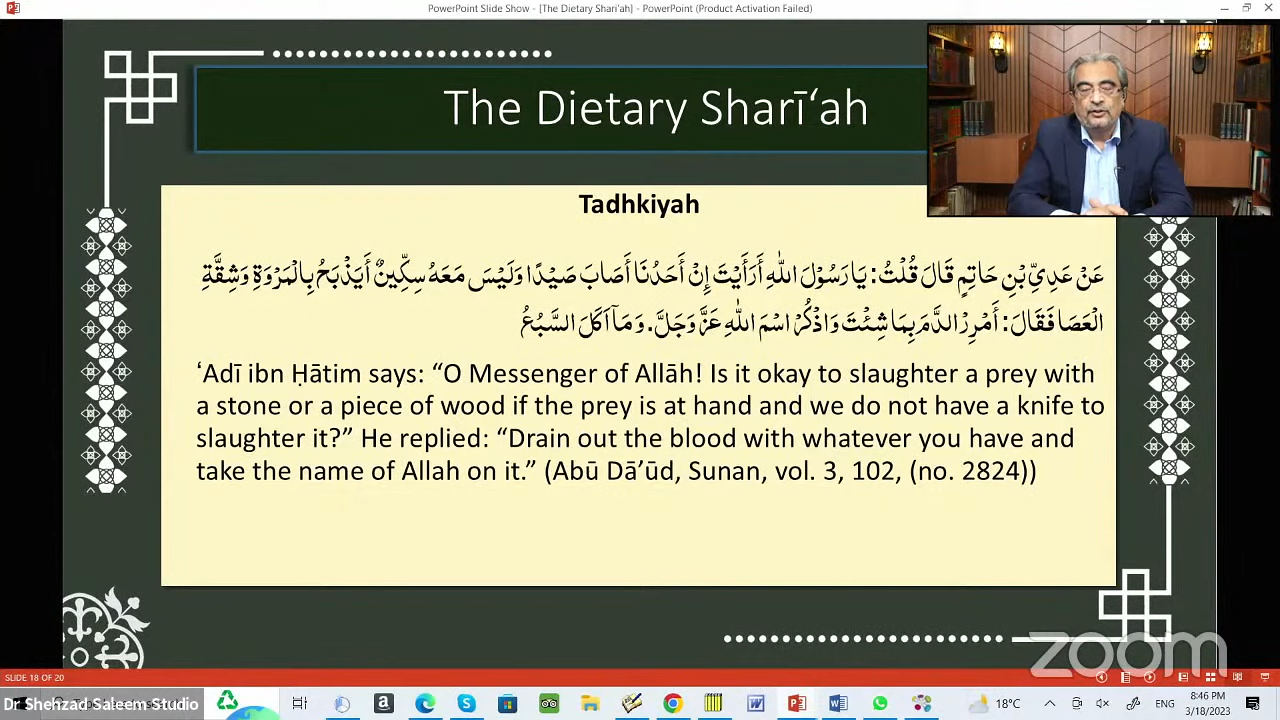 PowerPoint Slide Show - [The Dietary Shari'ah] - PowerPoint (Product Activation Failed)
The Dietary Sharī‘ah
Tadhkiyah
عَنْ عَدِيِّ بْنِ حَاتِمٍ قَالَ قُلْتُ: يَا رَسُوْلَ اللّٰهِ أَرَأَيْتَ إِنْ أَحَدُنَا أَصَابَ صَيْدًا وَلَيْسَ مَعَهُ سِكِّينٌ أَيَذْبَحُ بِالْمَرْوَةِ وَشِقَّةِ
الْعَصَا فَقَالَ: أَمْرِرْ الدَّمَ بِمَا شِئْتَ وَاذْكُرْ اسْمَ اللّٰهِ عَزَّ وَجَلَّ. وَمَآ اَكَلَ السَّبُعُ
‘Adī ibn Ḥātim says: “O Messenger of Allāh! Is it okay to slaughter a prey with
a stone or a piece of wood if the prey is at hand and we do not have a knife to
slaughter it?” He replied: “Drain out the blood with whatever you have and
take the name of Allah on it.” (Abū Dā’ūd, Sunan, vol. 3, 102, (no. 2824))
zoom
SLIDE 18 OF 20
Dr Shehzad Saleem Studio
18°C
ENG
8:46 PM
3/18/2023